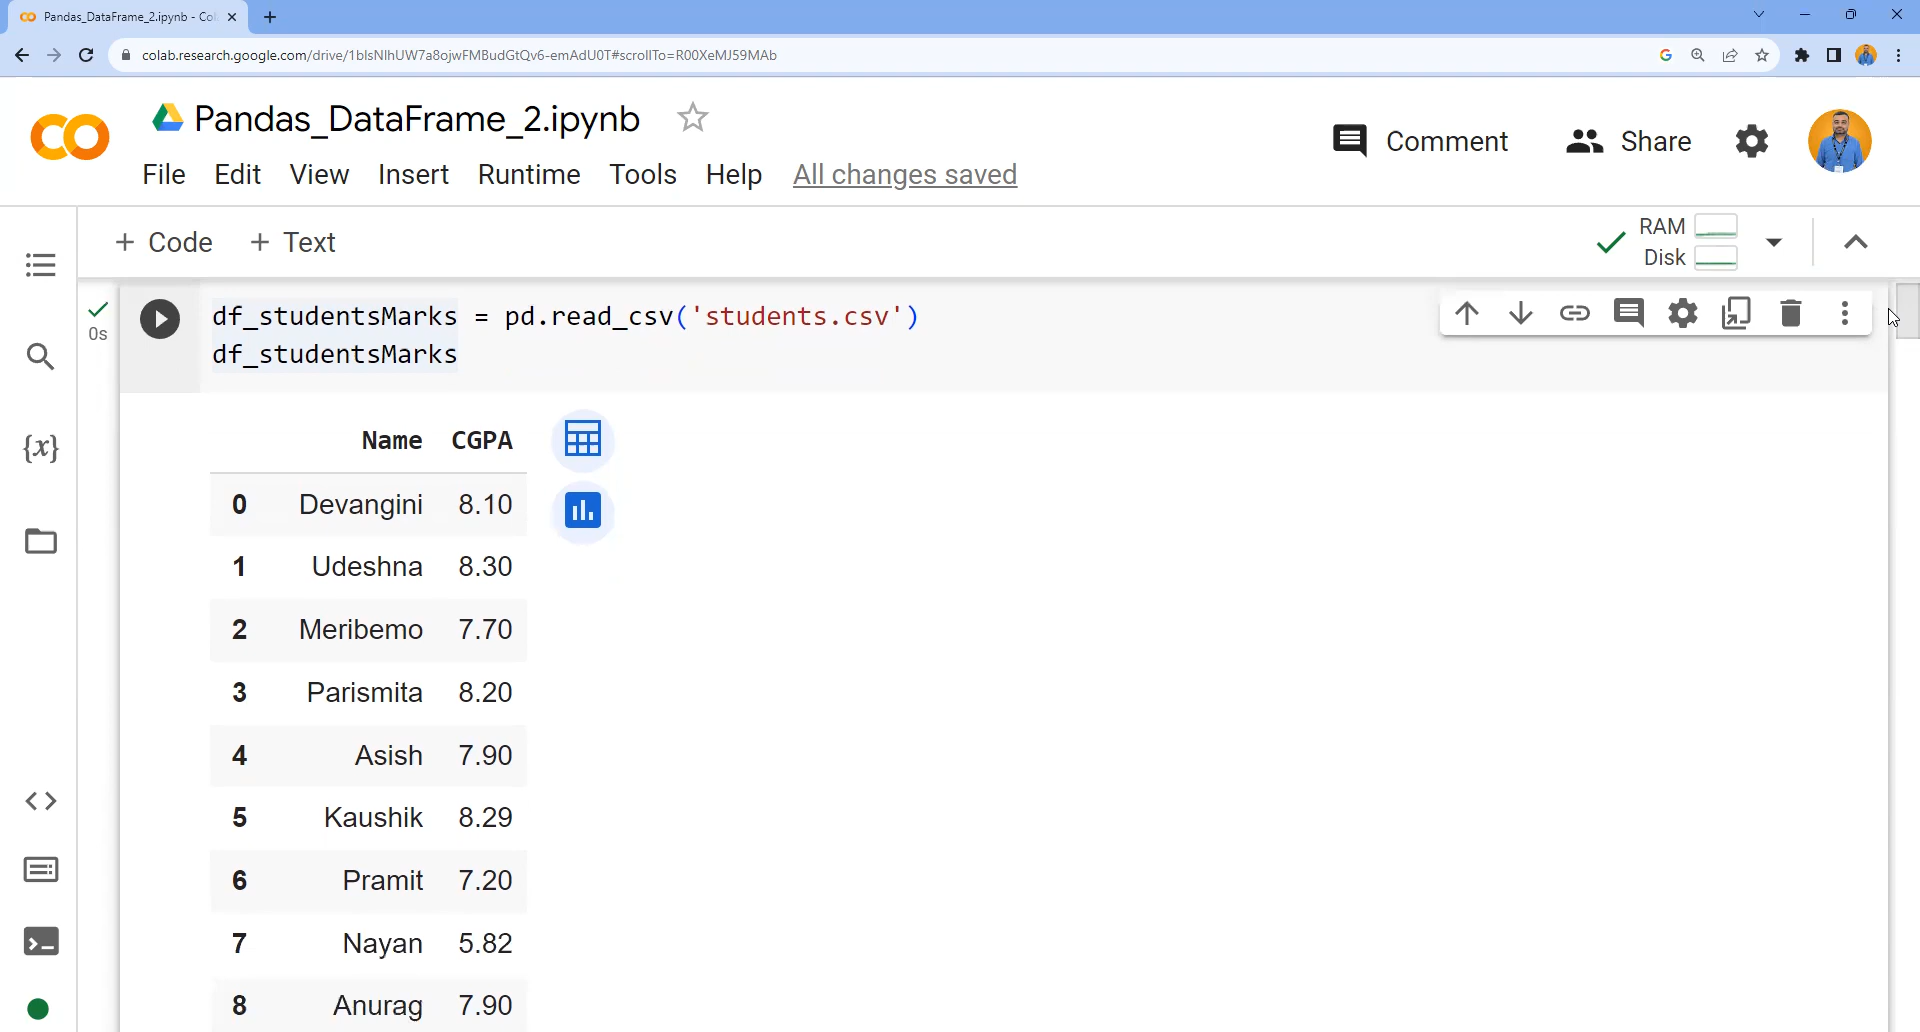 Pandas_DataFrame_2.ipynb - Col
colab.research.google.com/drive/1blsNlhUW7a8ojwFMBudGtQv6-emAdU0T#scrollTo=R00XeMJ59MAb
Pandas_DataFrame_2.ipynb
Comment
Share
File Edit View Insert Runtime Tools Help All changes saved
+ Code + Text
RAM
Disk
0s
df_studentsMarks = pd.read_csv('students.csv')
df_studentsMarks
Name CGPA
0 Devangini 8.10
1 Udeshna 8.30
2 Meribemo 7.70
3 Parismita 8.20
4 Asish 7.90
5 Kaushik 8.29
6 Pramit 7.20
7 Nayan 5.82
8 Anurag 7.90